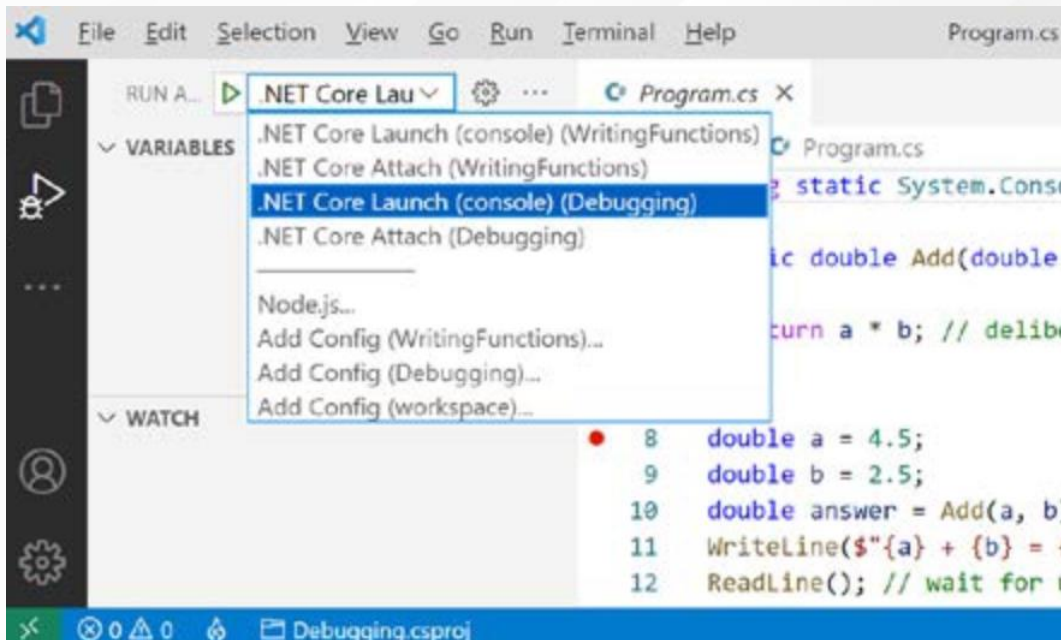 File Edit Selection View Go Run Terminal Help Program.cs
RUN A... .NET Core Lau ... Program.cs
.NET Core Launch (console) (WritingFunctions)
VARIABLES
Program.cs
.NET Core Attach (WritingFunctions)
.NET Core Launch (console) (Debugging)
static System.Conso
.NET Core Attach (Debugging)
ic double Add(double
Node.js...
Add Config (WritingFunctions)...
turn a * b; // delibe
Add Config (Debugging)...
Add Config (workspace)...
WATCH
8 double a = 4.5;
9 double b = 2.5;
10 double answer = Add(a, b)
11 WriteLine($"{a} + {b} = {
12 ReadLine(); // wait for u
0 0 Debugging.csproj